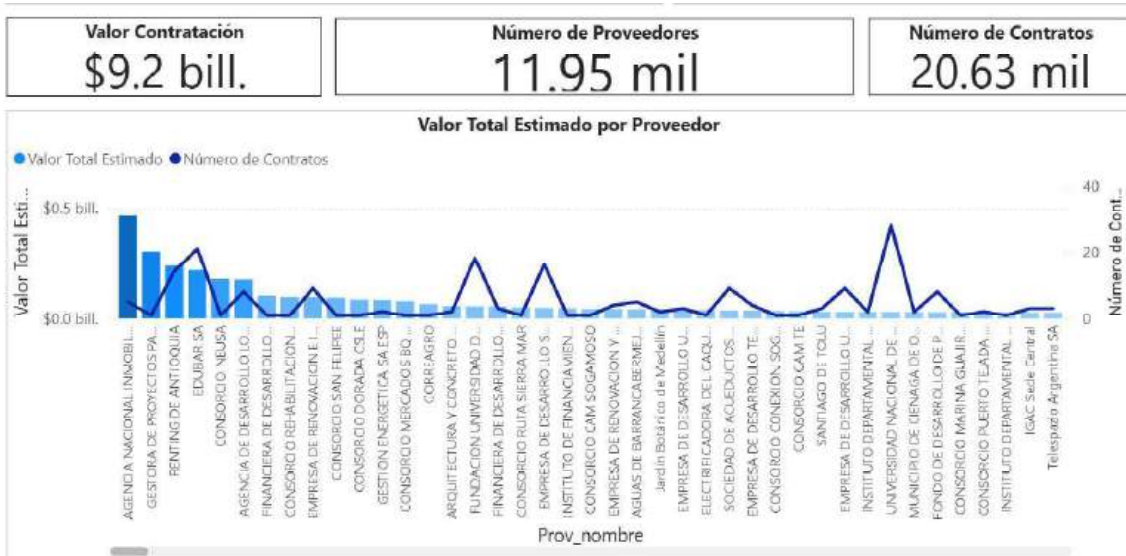 Valor Contratación
$9.2 bill.
Número de Proveedores
11.95 mil
Número de Contratos
20.63 mil
Valor Total Estimado por Proveedor
Valor Total Estimado Número de Contratos
Valor Total Esti...
$0.5 bill.
$0.0 bill.
40
20
0
Número de Cont...
AGENCIA NACIONAL INMOBIL...
GESTORA DE PROYECTOS PA...
RENTING DE ANTIOQUIA
EDUBAR SA
CONSORCIO NEUSA
AGENCIA DE DESARROLLO LO...
FINANCIERA DE DESARROLLO...
CONSORCIO REHABILITACION...
EMPRESA DE RENOVACION E I...
CONSORCIO SAN FELIPEE
CONSORCIO DORADA CSLE
GESTION ENERGETICA SA ESP
CONSORCIO MERCADOS BQ...
CORREAGRO
ARQUITECTURA Y CONCRETO...
FUNDACION UNIVERSIDAD D...
FINANCIERA DE DESARROLLO...
CONSORCIO RUTA SIERRA MAR
EMPRESA DE DESARROLLO S...
INSTITUTO DE FINANCIAMIEN...
CONSORCIO CAIM SOGAMOSO
EMPRESA DE RENOVACION Y...
AGUAS DE BARRANCABERMEJ...
Jardín Botárico de Medellín
EMPRESA DE DESARROLLO U...
ELECTRIFICADORA DEL CAQU...
SOCIEDAD DE ACUEDUCTOS...
EMPRESA DE DESARROLLO TE...
CONSORCIO CONEXION SOG...
CONSORCIO CAM ITE
SANTIAGO DE TOLU
EMPRESA DE DESARROLLO U...
INSTITUTO DEPARTAMENTAL...
UNIVERSIDAD NACIONAL DE...
MUNICIPIO DE CIENAGA DE O...
FONDO DE DESARROLLO DE P...
CONSORCIO MARINA GUAJIR...
CONSORCIO PUERTO TEJADA...
INSTITUTO DEPARTAMENTAL...
IGAC Sede Central
Telespazio Argentina SA
Prov_nombre